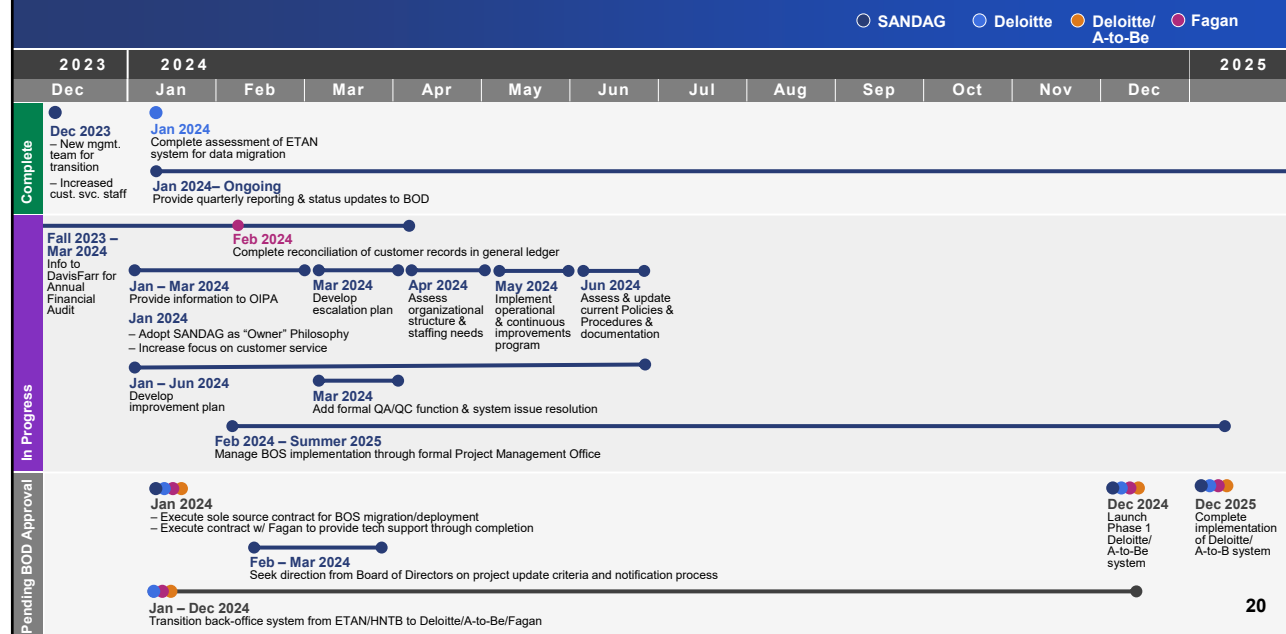 SANDAG
Deloitte
Deloitte/
A-to-Be
Fagan
2023
2024
2025
Dec
Jan
Feb
Mar
Apr
May
Jun
Jul
Aug
Sep
Oct
Nov
Dec
Complete
Dec 2023
– New mgmt.
team for
transition
– Increased
cust. svc. staff
Jan 2024
Complete assessment of ETAN
system for data migration
Jan 2024– Ongoing
Provide quarterly reporting & status updates to BOD
In Progress
Fall 2023 –
Mar 2024
Info to
DavisFarr for
Annual
Financial
Audit
Feb 2024
Complete reconciliation of customer records in general ledger
Jan – Mar 2024
Provide information to OIPA
Jan 2024
– Adopt SANDAG as “Owner” Philosophy
– Increase focus on customer service
Mar 2024
Develop
escalation plan
Apr 2024
Assess
organizational
structure &
staffing needs
May 2024
Implement
operational
& continuous
improvements
program
Jun 2024
Assess & update
current Policies &
Procedures &
documentation
Jan – Jun 2024
Develop
improvement plan
Mar 2024
Add formal QA/QC function & system issue resolution
Feb 2024 – Summer 2025
Manage BOS implementation through formal Project Management Office
Pending BOD Approval
Jan 2024
– Execute sole source contract for BOS migration/deployment
– Execute contract w/ Fagan to provide tech support through completion
Feb – Mar 2024
Seek direction from Board of Directors on project update criteria and notification process
Jan – Dec 2024
Transition back-office system from ETAN/HNTB to Deloitte/A-to-Be/Fagan
Dec 2024
Launch
Phase 1
Deloitte/
A-to-Be
system
Dec 2025
Complete
implementation
of Deloitte/
A-to-B system
20